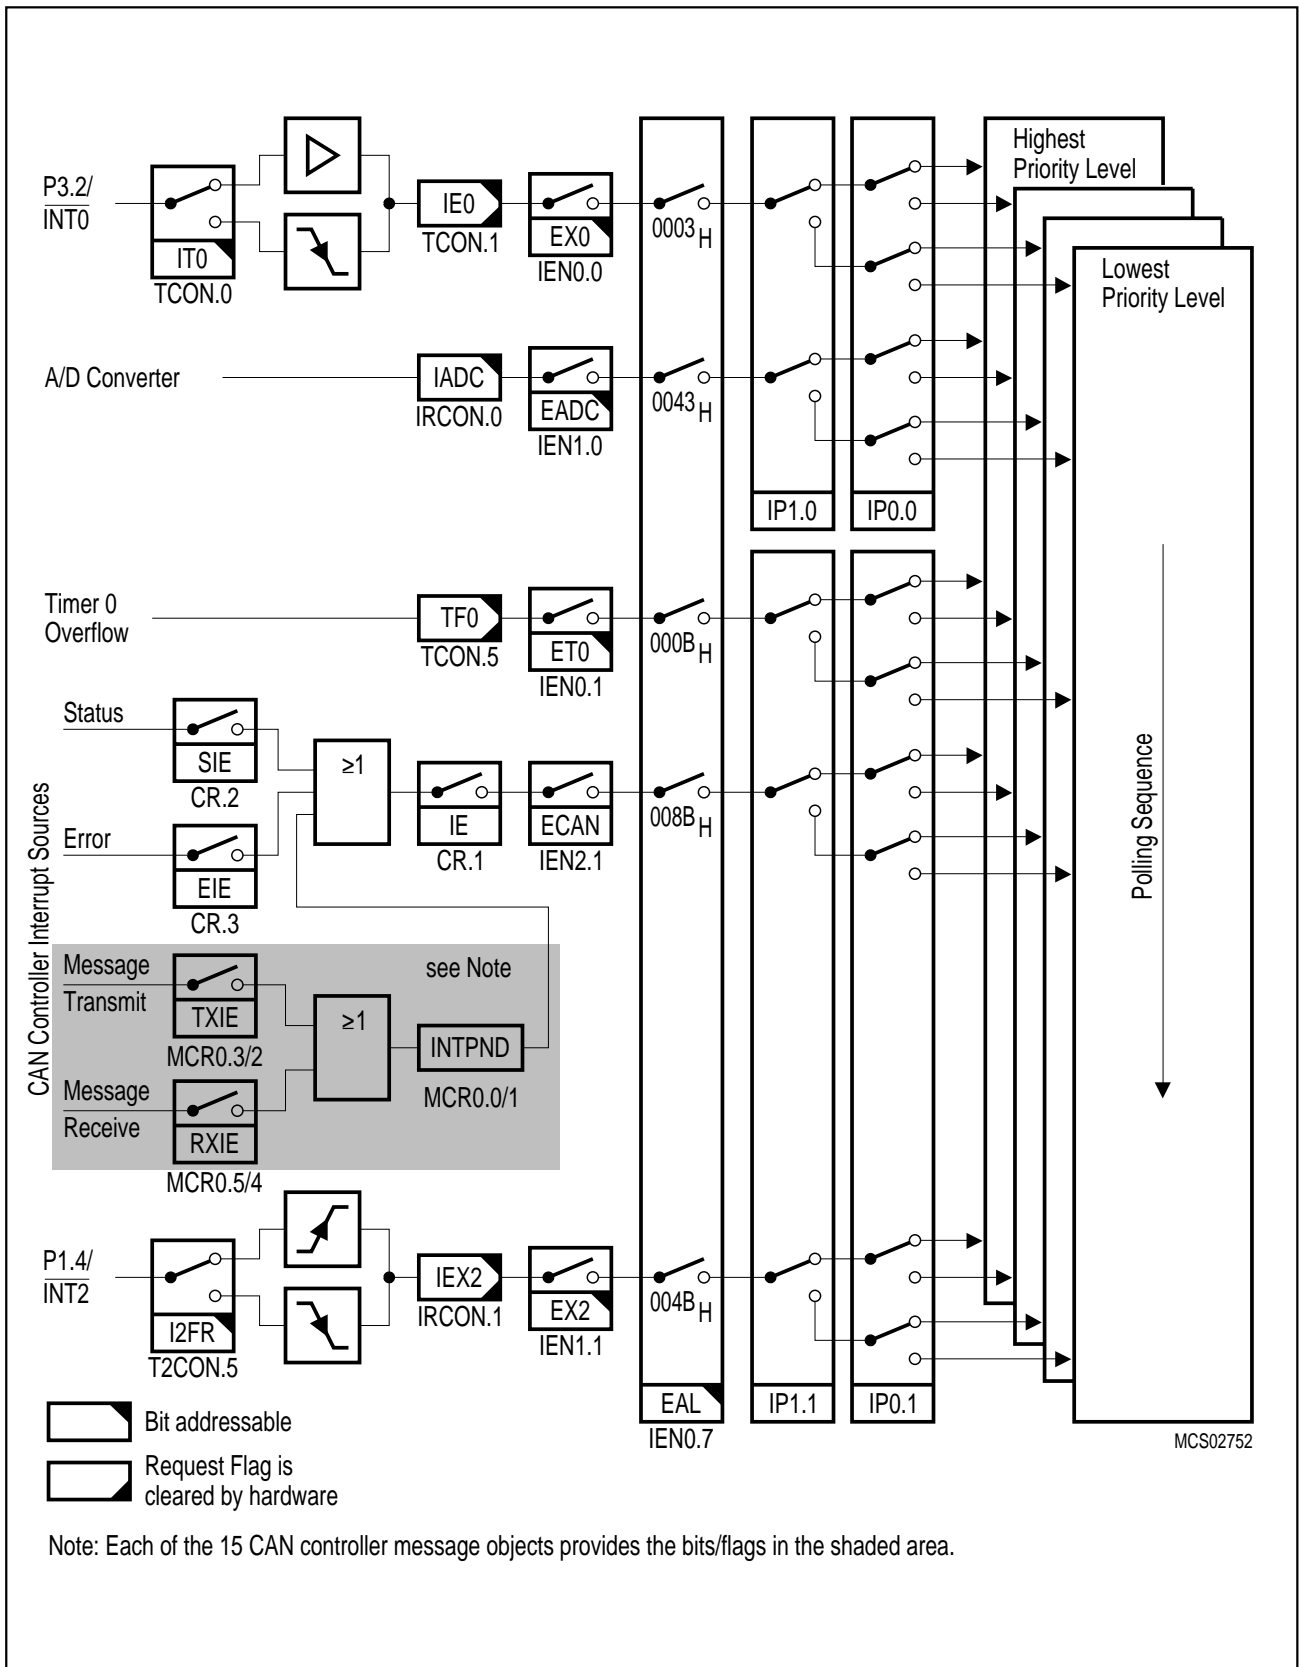 Highest
Priority Level
Lowest
Priority Level
P3.2/
INT0
IT0
TCON.0
IE0
TCON.1
EX0
IEN0.0
0003 H
A/D Converter
IADC
IRCON.0
EADC
IEN1.0
0043 H
IP1.0
IP0.0
Timer 0
Overflow
TF0
TCON.5
ET0
IEN0.1
000B H
CAN Controller Interrupt Sources
Status
SIE
CR.2
≥1
IE
CR.1
ECAN
IEN2.1
008B H
Error
EIE
CR.3
Polling Sequence
Message
Transmit
TXIE
MCR0.3/2
see Note
≥1
INTPND
MCR0.0/1
Message
Receive
RXIE
MCR0.5/4
P1.4/
INT2
I2FR
T2CON.5
IEX2
IRCON.1
EX2
IEN1.1
004B H
EAL
IEN0.7
IP1.1
IP0.1
MCS02752
Bit addressable
Request Flag is
cleared by hardware
Note: Each of the 15 CAN controller message objects provides the bits/flags in the shaded area.